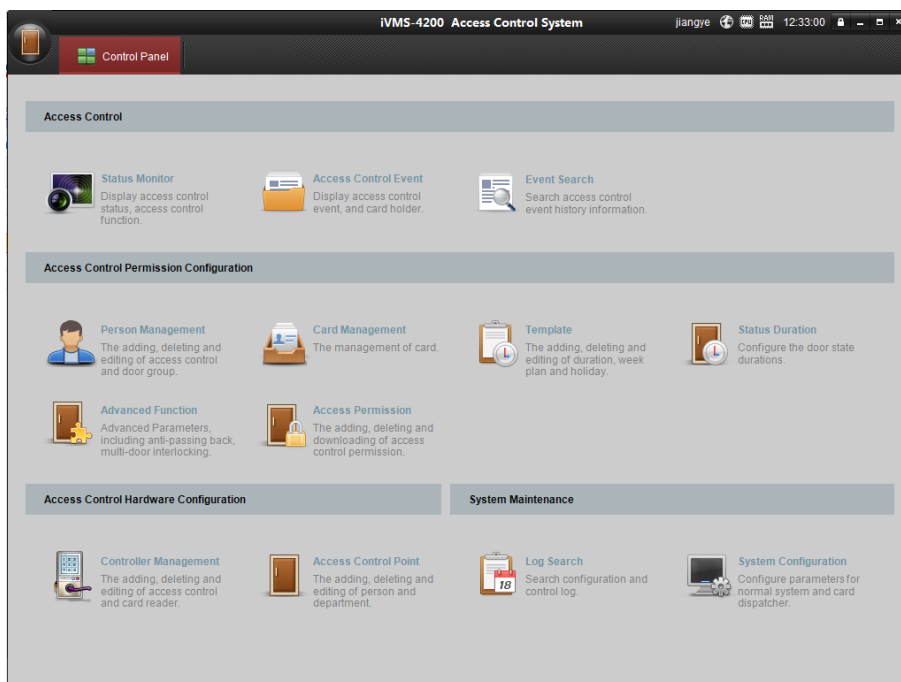 iVMS-4200 Access Control System
jiangye CPU RAM 12:33:00
Control Panel
Access Control
Status Monitor
Display access control
status, access control
function.
Access Control Event
Display access control
event, and card holder.
Event Search
Search access control
event history information.
Access Control Permission Configuration
Person Management
The adding, deleting and
editing of access control
and door group.
Card Management
The management of card.
Template
The adding, deleting and
editing of duration, week
plan and holiday.
Status Duration
Configure the door state
durations.
Advanced Function
Advanced Parameters,
including anti-passing back,
multi-door interlocking.
Access Permission
The adding, deleting and
downloading of access
control permission.
Access Control Hardware Configuration
Controller Management
The adding, deleting and
editing of access control
and card reader.
Access Control Point
The adding, deleting and
editing of person and
department.
System Maintenance
Log Search
Search configuration and
control log.
18
System Configuration
Configure parameters for
normal system and card
dispatcher.